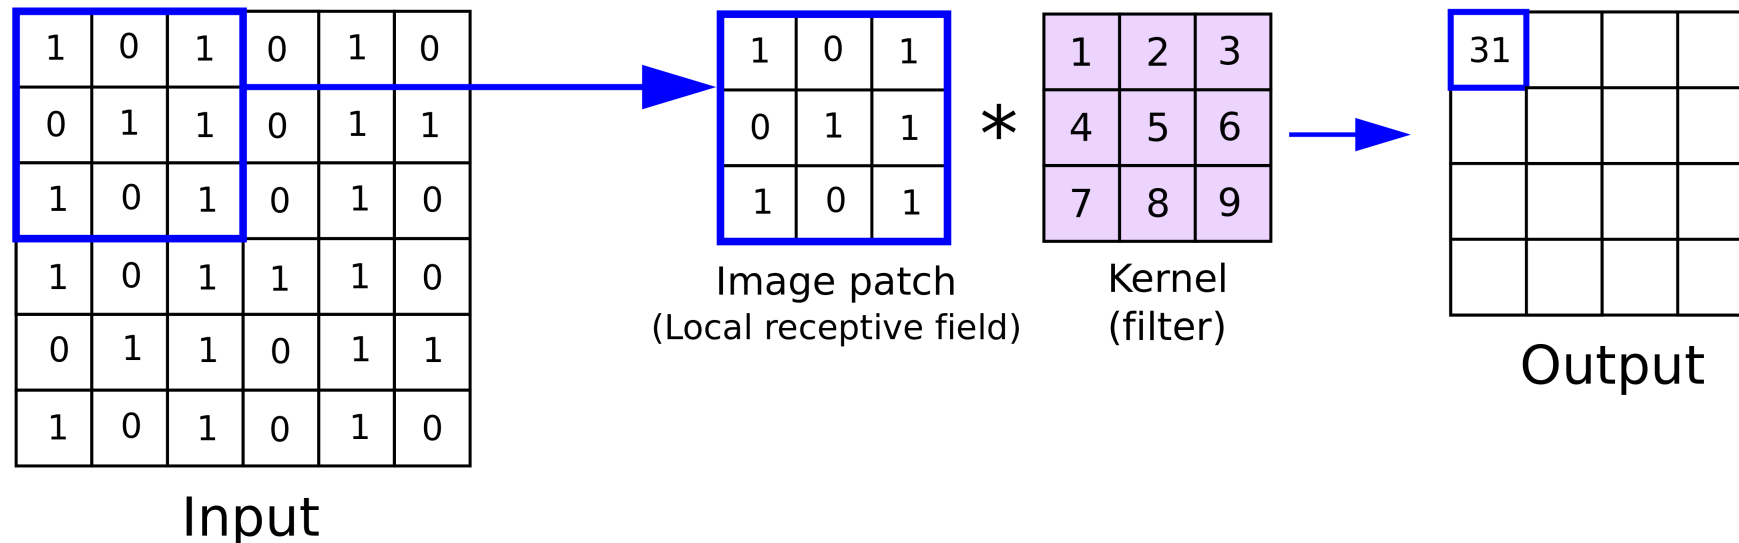 1 0 1 0 1 0
0 1 1 0 1 1
1 0 1 0 1 0
1 0 1 1 1 0
0 1 1 0 1 1
1 0 1 0 1 0
Input
1 0 1
0 1 1
1 0 1
Image patch
(Local receptive field)
*
1 2 3
4 5 6
7 8 9
Kernel
(filter)
31
Output